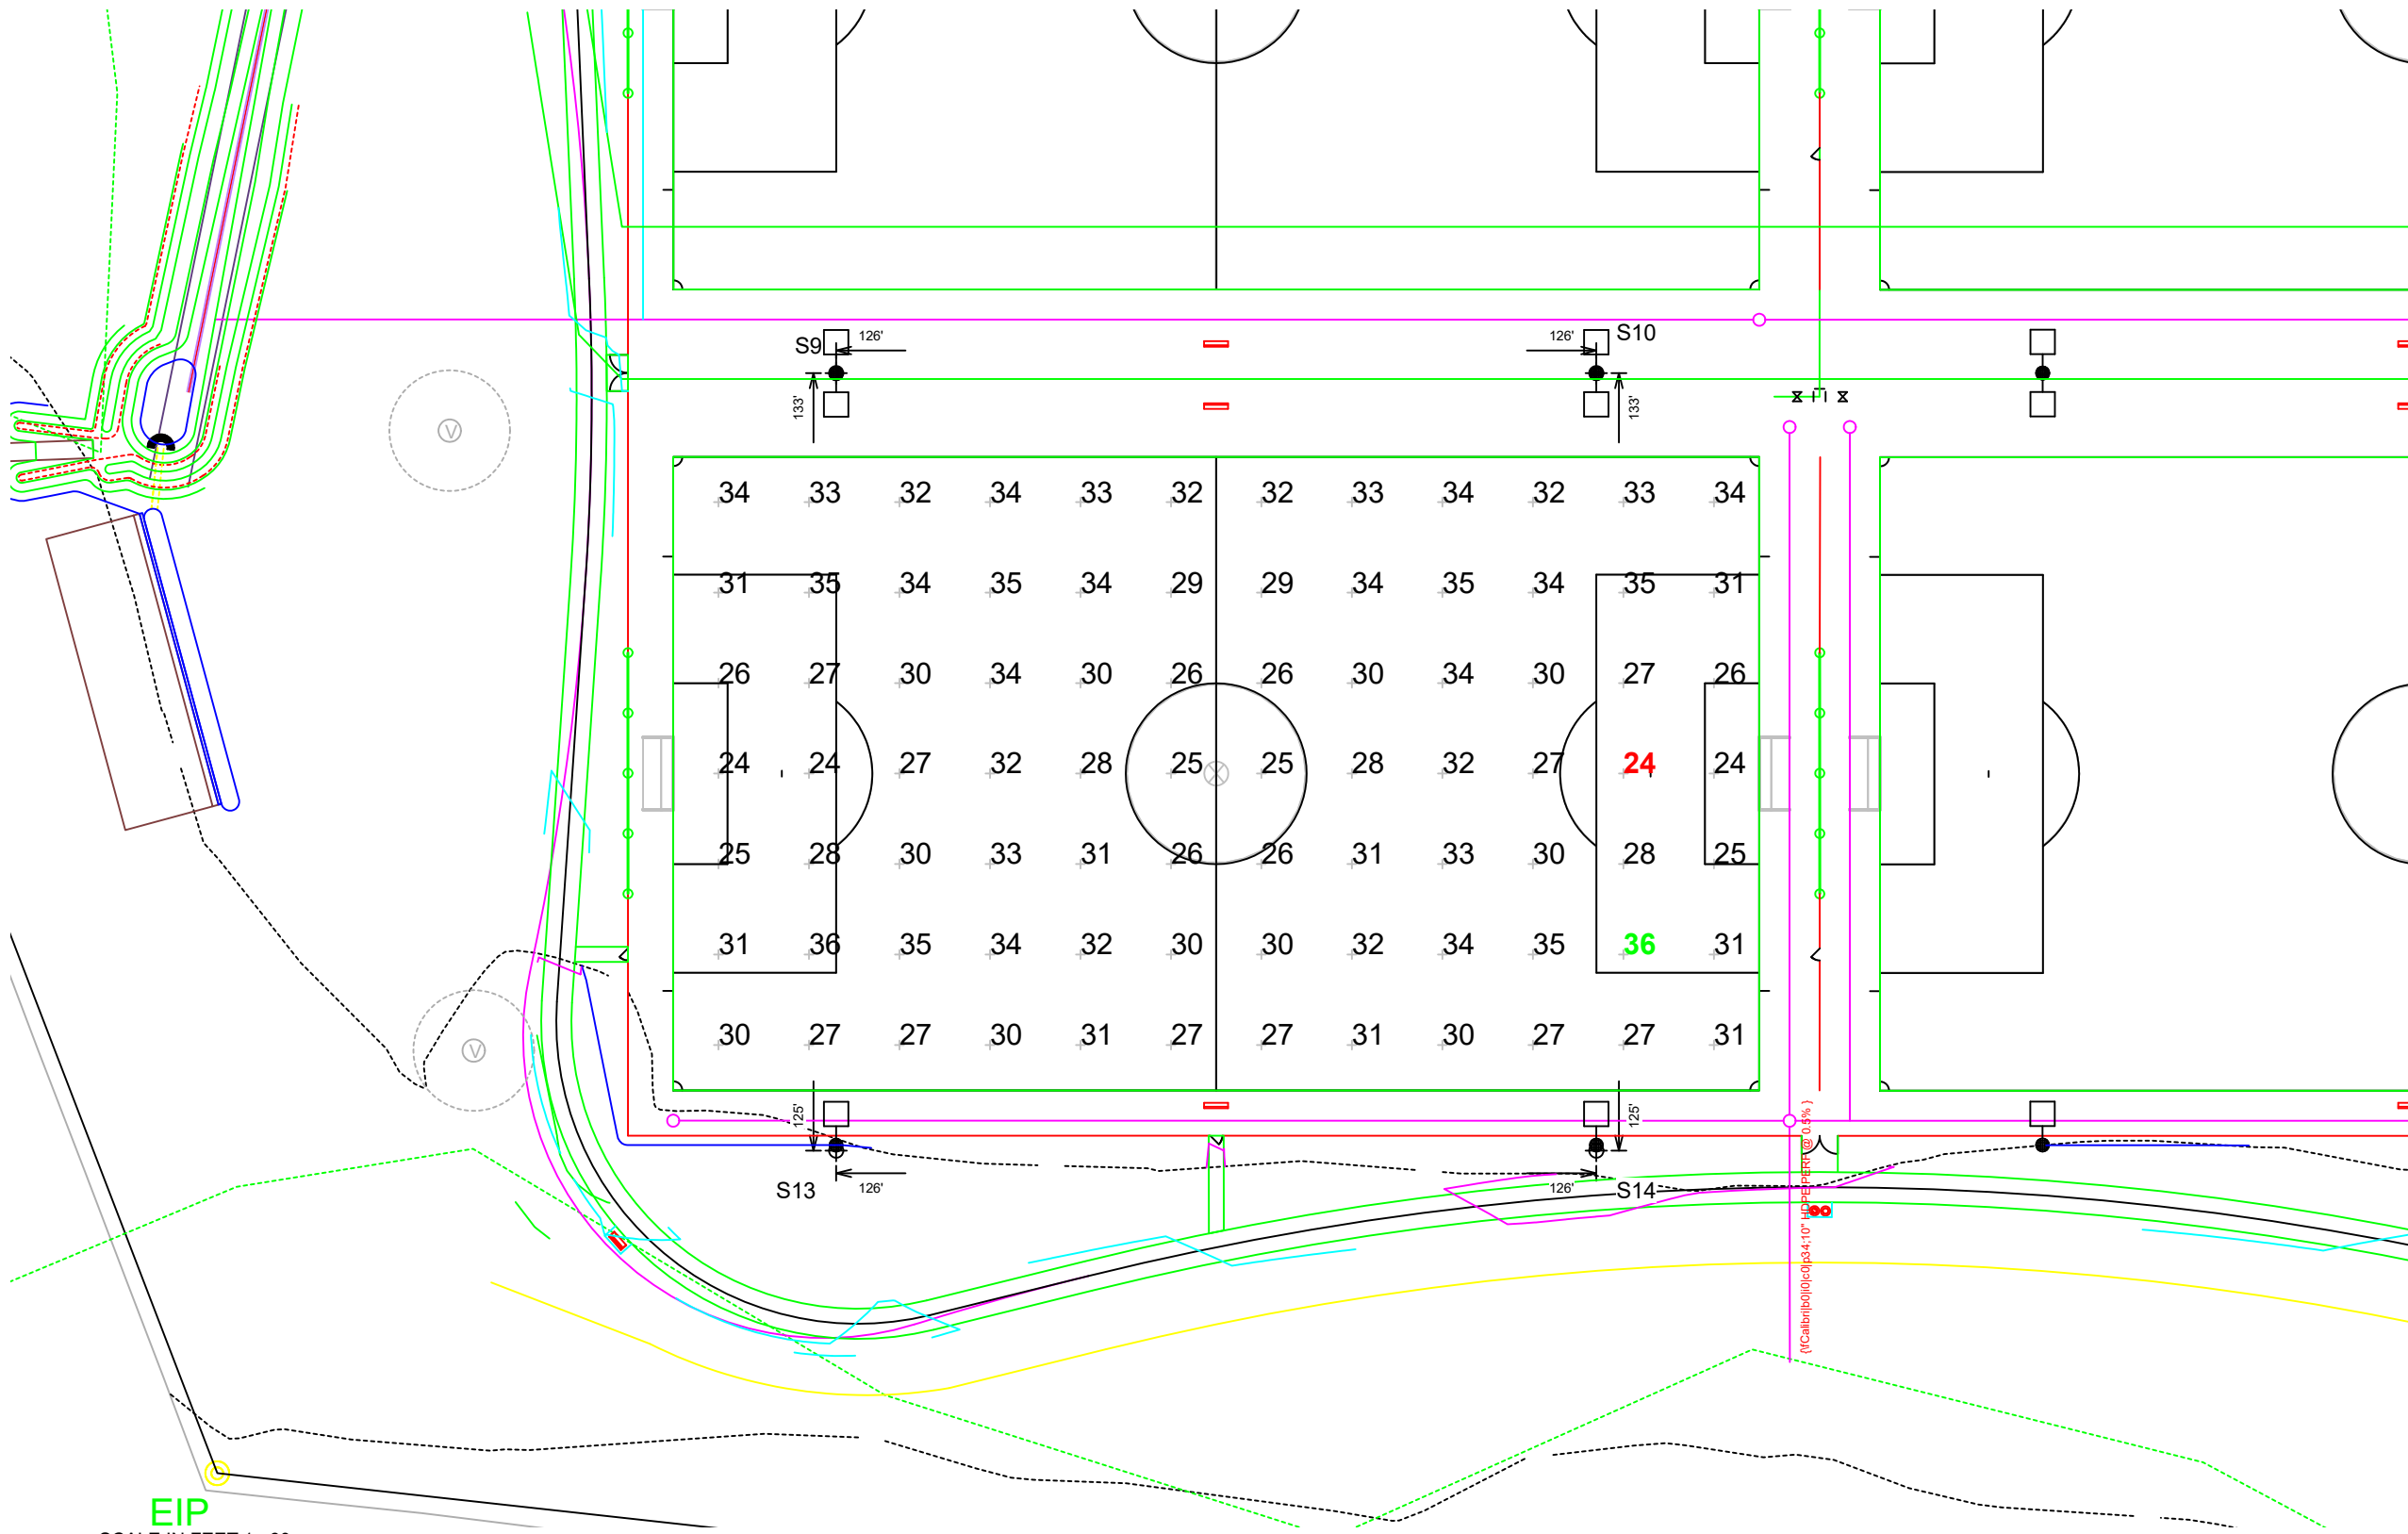 S9 126' 126' S10
133' 133'
34 33 32 34 33 32 32 33 34 32 33 34
31 35 34 35 34 29 29 34 35 34 35 31
26 27 30 34 30 26 26 30 34 30 27 26
24 24 27 32 28 25 25 28 32 27 24 24
25 28 30 33 31 26 26 31 33 30 28 25
31 36 35 34 32 30 30 32 34 35 36 31
30 27 27 30 31 27 27 31 30 27 27 31
125' 125'
S13 126' 126' S14
V
V
EIP